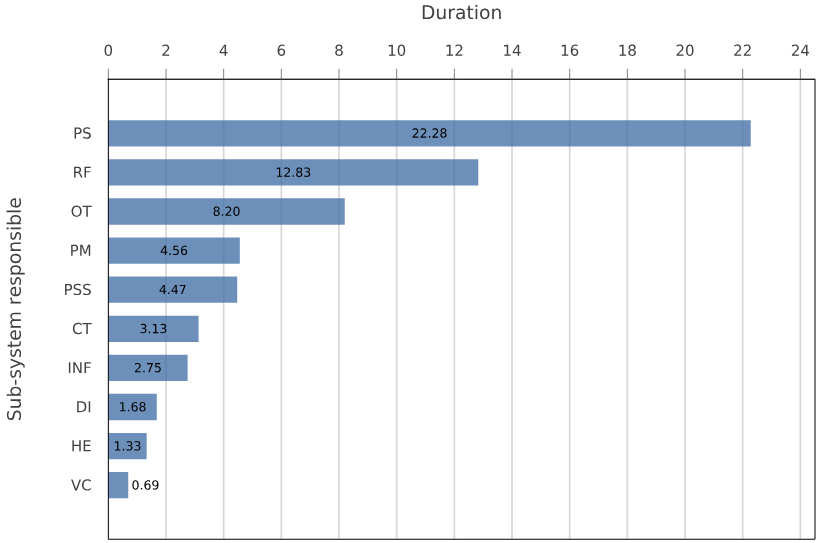 Duration
0 2 4 6 8 10 12 14 16 18 20 22 24
Sub-system responsible
PS 22.28
RF 12.83
OT 8.20
PM 4.56
PSS 4.47
CT 3.13
INF 2.75
DI 1.68
HE 1.33
VC 0.69